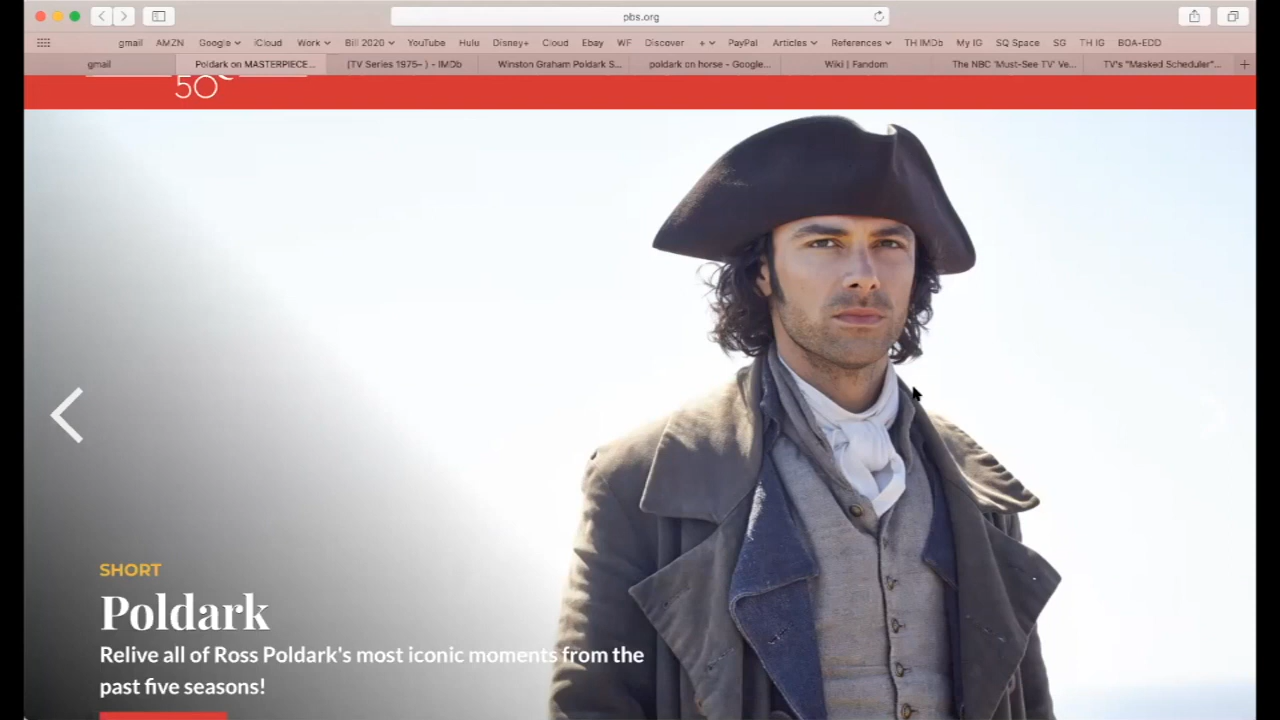 pbs.org
gmail AMZN Google iCloud Work Bill 2020 YouTube Hulu Disney+ Cloud Ebay WF Discover + PayPal Articles References TH IMDb My IG SQ Space SG TH IG BOA-EDD
gmail Poldark on MASTERPIECE... (TV Series 1975– ) - IMDb Winston Graham Poldark S... poldark on horse - Google... Wiki | Fandom The NBC 'Must-See TV' Ve... TV's "Masked Scheduler"... +
50
SHORT
Poldark
Relive all of Ross Poldark's most iconic moments from the
past five seasons!